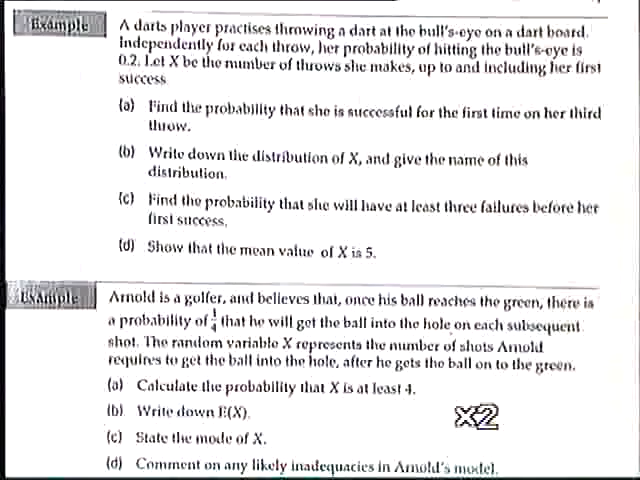 Example
A darts player practises throwing a dart at the bull's-eye on a dart board.
Independently for each throw, her probability of hitting the bull's-eye is
0.2. Let X be the number of throws she makes, up to and including her first
success.
(a) Find the probability that she is successful for the first time on her third
throw.
(b) Write down the distribution of X, and give the name of this
distribution.
(c) Find the probability that she will have at least three failures before her
first success.
(d) Show that the mean value of X is 5.
Example
Arnold is a golfer, and believes that, once his ball reaches the green, there is
a probability of 1/4 that he will get the ball into the hole on each subsequent
shot. The random variable X represents the number of shots Arnold
requires to get the ball into the hole, after he gets the ball on to the green.
(a) Calculate the probability that X is at least 4.
(b) Write down E(X).
x2
(c) State the mode of X.
(d) Comment on any likely inadequacies in Arnold's model.